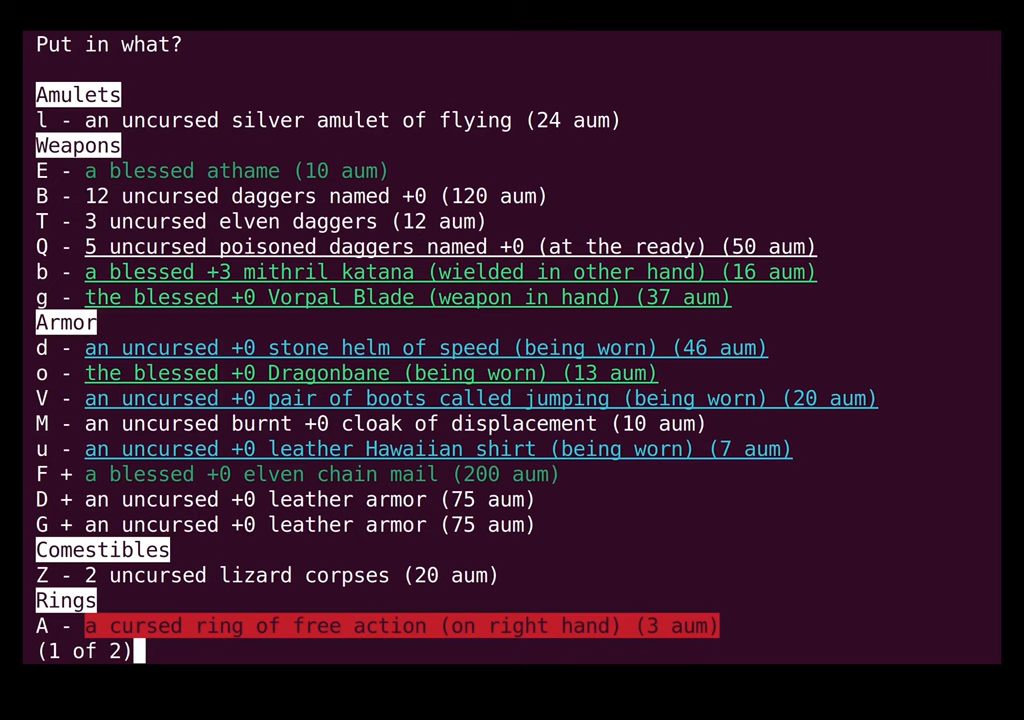 Put in what?
Amulets
l - an uncursed silver amulet of flying (24 aum)
Weapons
E - a blessed athame (10 aum)
B - 12 uncursed daggers named +0 (120 aum)
T - 3 uncursed elven daggers (12 aum)
Q - 5 uncursed poisoned daggers named +0 (at the ready) (50 aum)
b - a blessed +3 mithril katana (wielded in other hand) (16 aum)
g - the blessed +0 Vorpal Blade (weapon in hand) (37 aum)
Armor
d - an uncursed +0 stone helm of speed (being worn) (46 aum)
o - the blessed +0 Dragonbane (being worn) (13 aum)
V - an uncursed +0 pair of boots called jumping (being worn) (20 aum)
M - an uncursed burnt +0 cloak of displacement (10 aum)
u - an uncursed +0 leather Hawaiian shirt (being worn) (7 aum)
F + a blessed +0 elven chain mail (200 aum)
D + an uncursed +0 leather armor (75 aum)
G + an uncursed +0 leather armor (75 aum)
Comestibles
Z - 2 uncursed lizard corpses (20 aum)
Rings
A - a cursed ring of free action (on right hand) (3 aum)
(1 of 2)